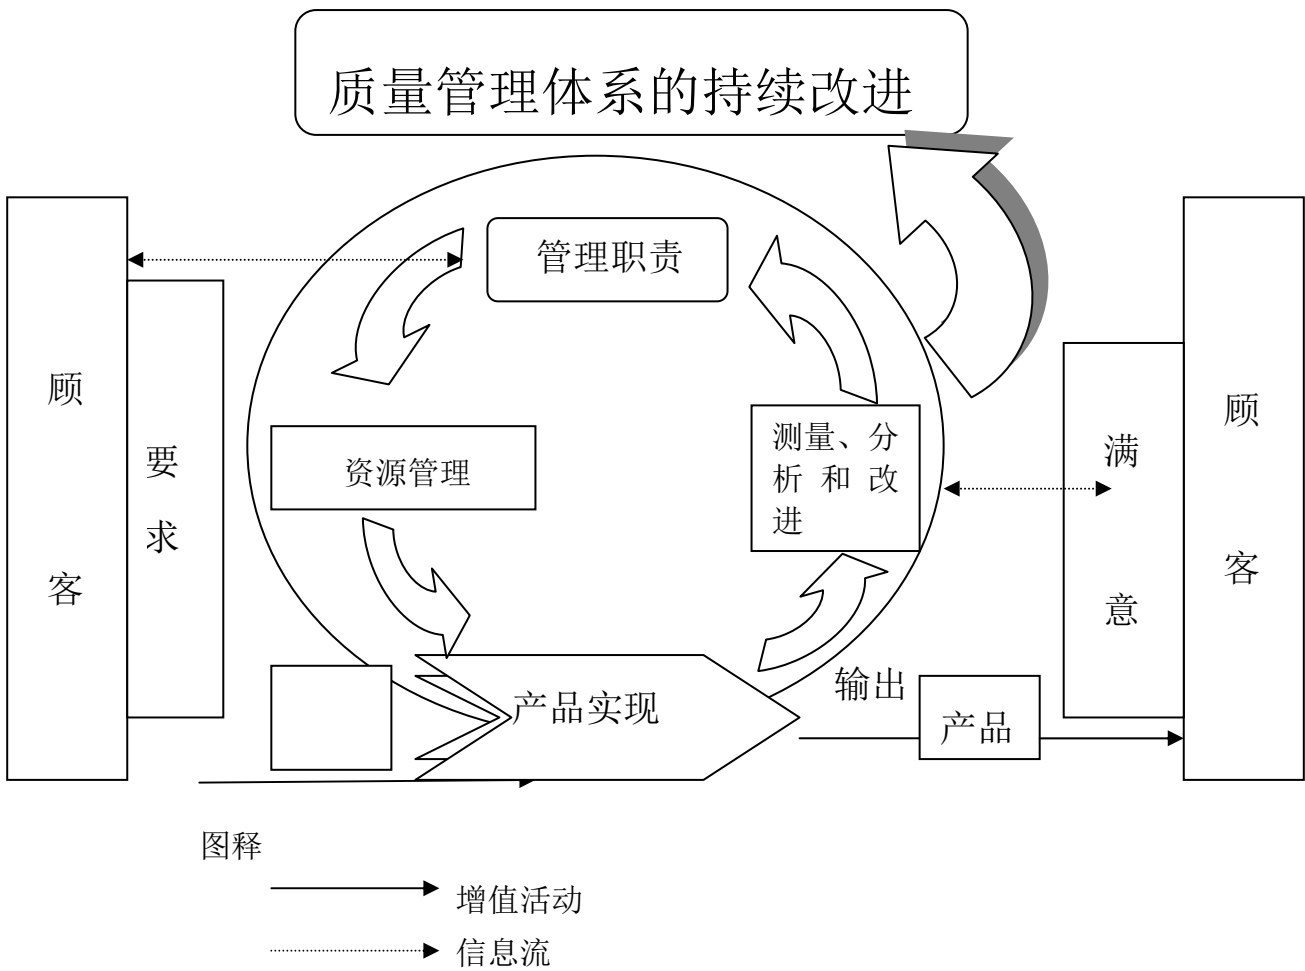 质量管理体系的持续改进
管理职责
顾
客
要
求
资源管理
测量、分
析和改
进
满
意
顾
客
产品实现
输出
产品
图释
增值活动
信息流